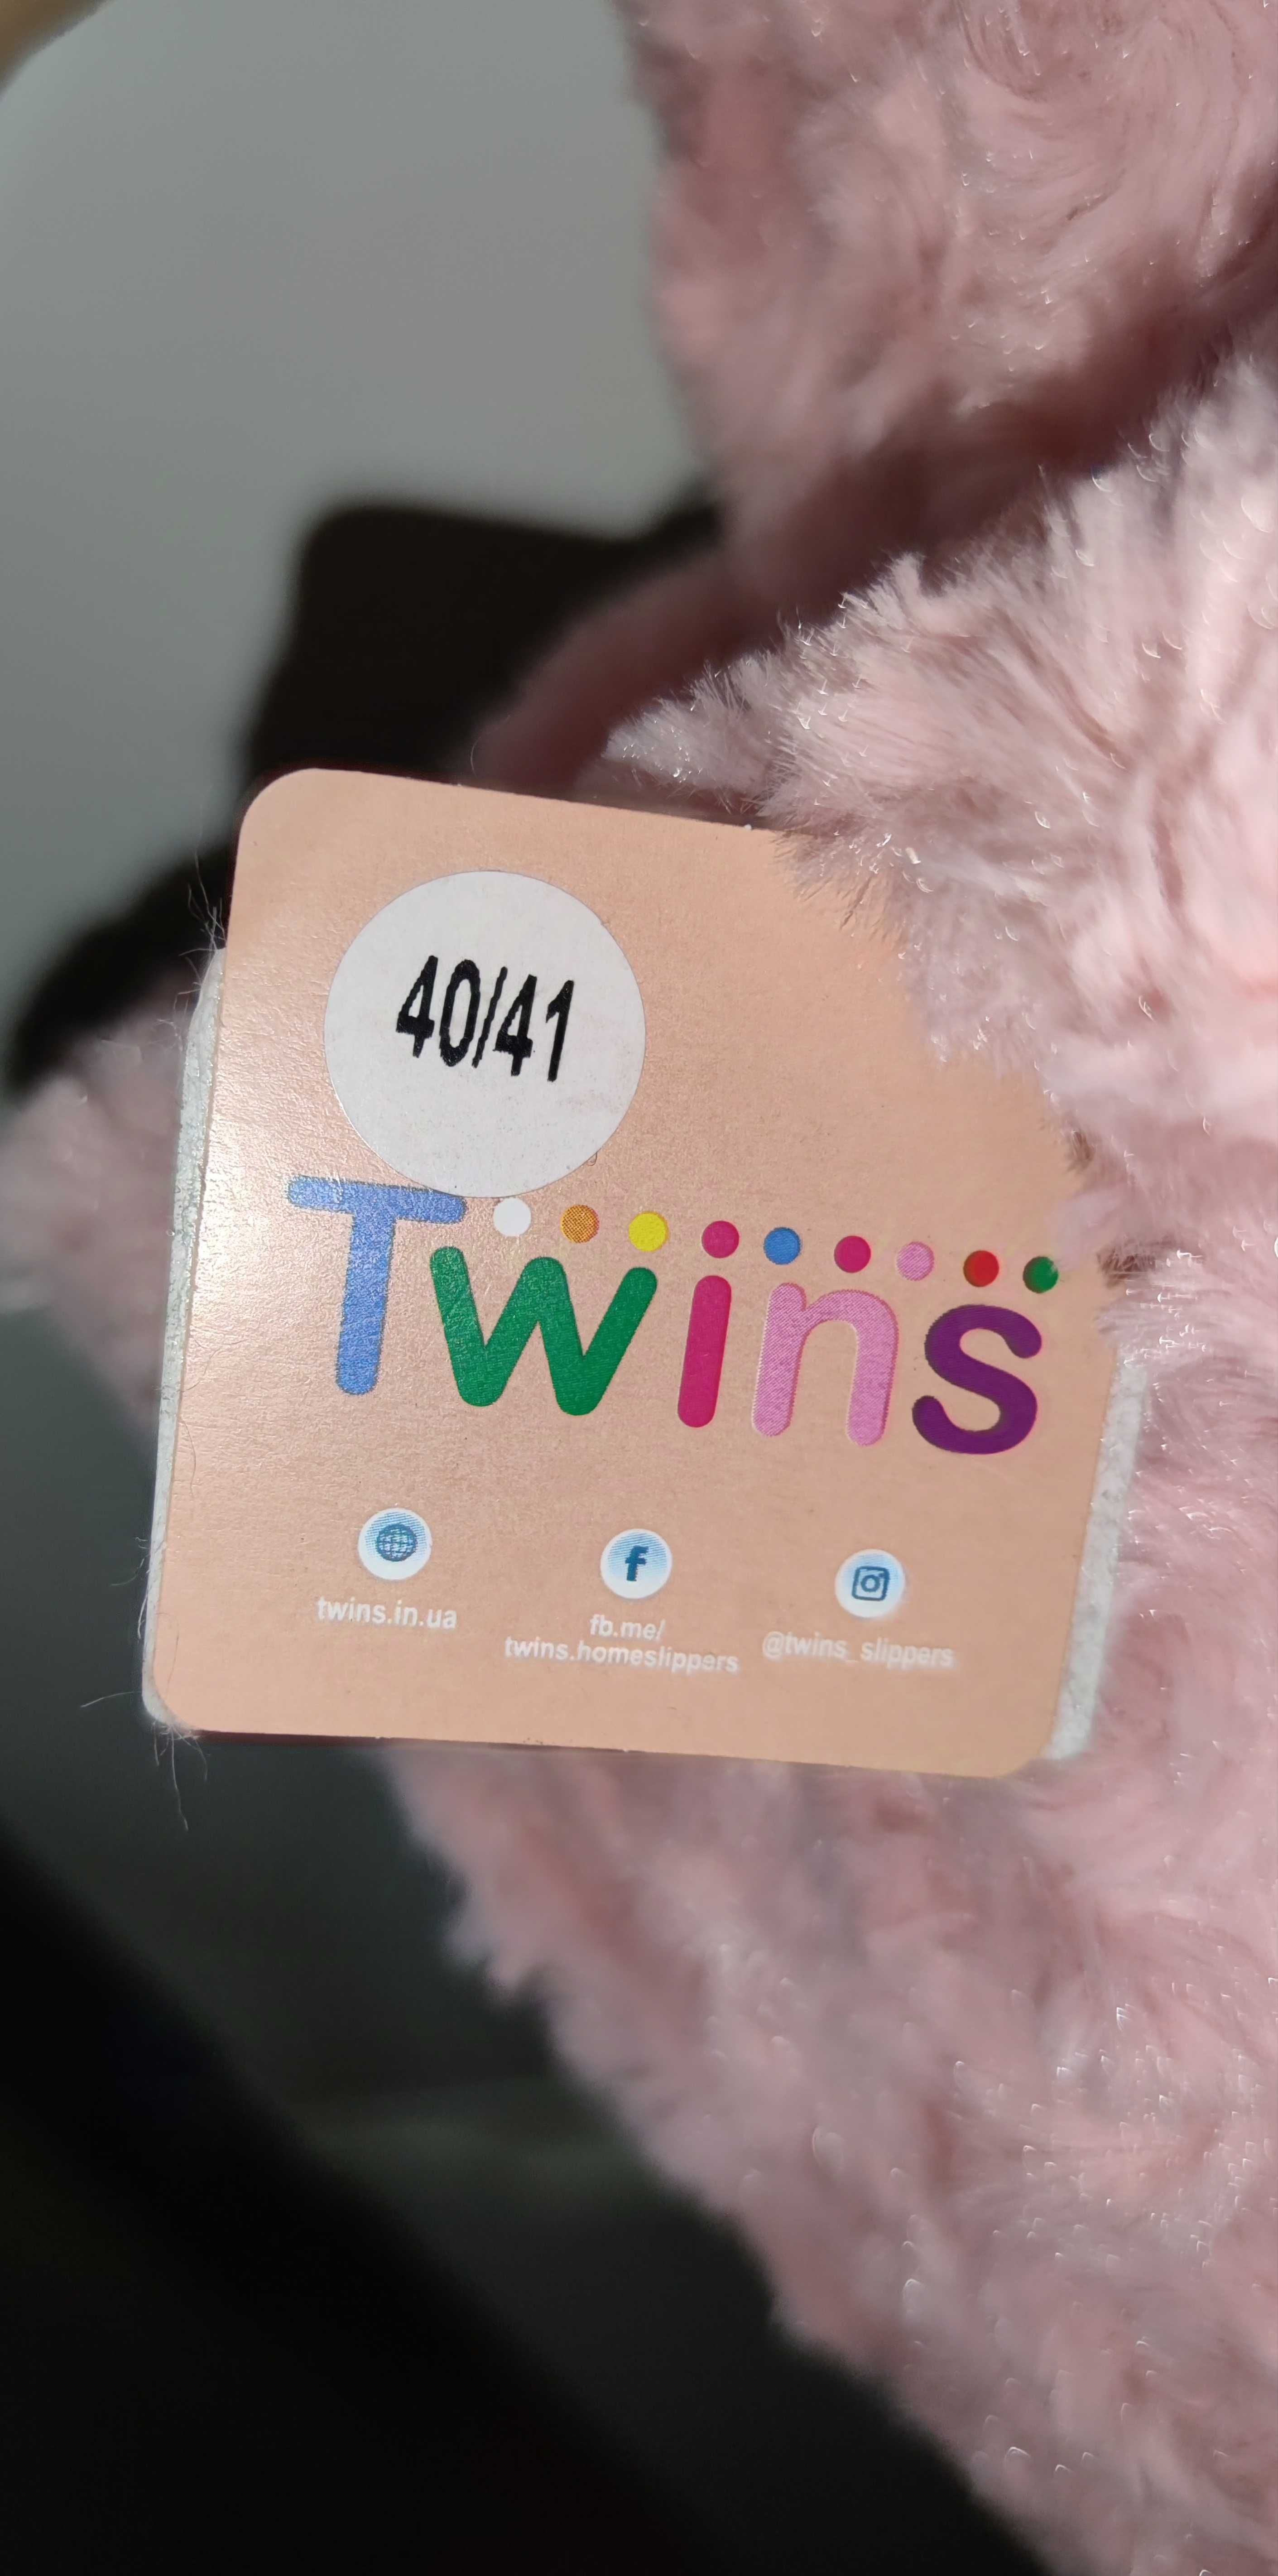 40/41
Twins
twins.in.ua
fb.me/
twins.homeslippers
@twins_slippers